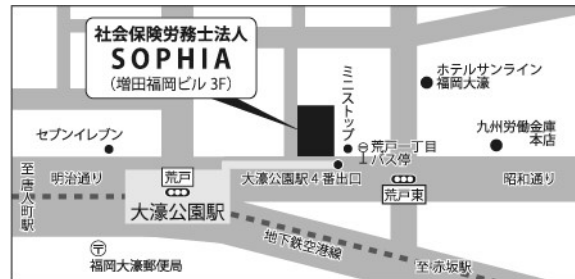 社会保険労務士法人
SOPHIA
(増田福岡ビル 3F)
ホテルサンライン
福岡大濠
ミニストップ
セブンイレブン
荒戸一丁目
バス停
九州労働金庫
本店
至唐人町駅
明治通り
荒戸
大濠公園駅4番出口
荒戸東
昭和通り
大濠公園駅
地下鉄空港線
至赤坂駅
福岡大濠郵便局